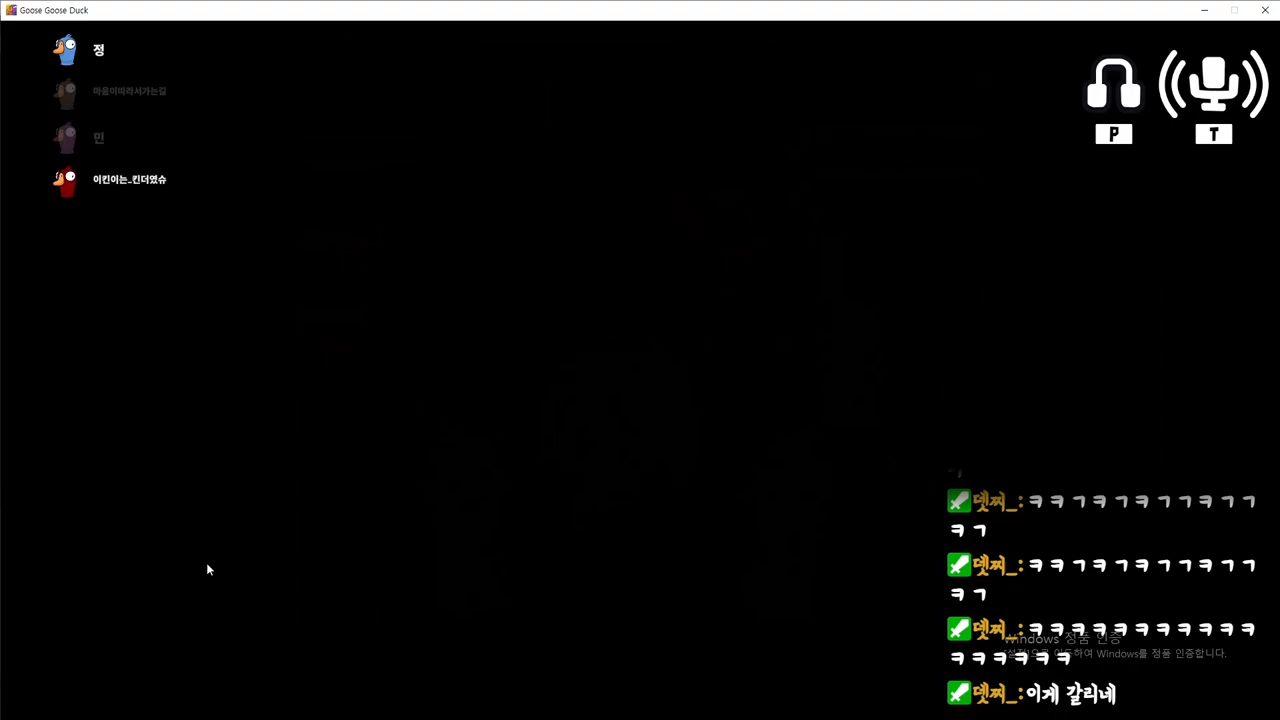 Goose Goose Duck
정
마음이따라서가는길
민
이킨이는_킨더였슈
P
T
뎃찌_: ㅋㅋㄱㅋㄱㅋㄱㄱㅋㄱㄱ
ㅋㄱ
뎃찌_: ㅋㅋㄱㅋㄱㅋㄱㄱㅋㄱㄱ
ㅋㄱ
뎃찌_: ㅋㅋㅋㅋㅋㅋㅋㅋㅋㅋㅋ
ㅋㅋㅋㅋㅋㅋ
Windows 정품 인증
[설정]으로 이동하여 Windows를 정품 인증합니다.
뎃찌_: 이게 갈리네